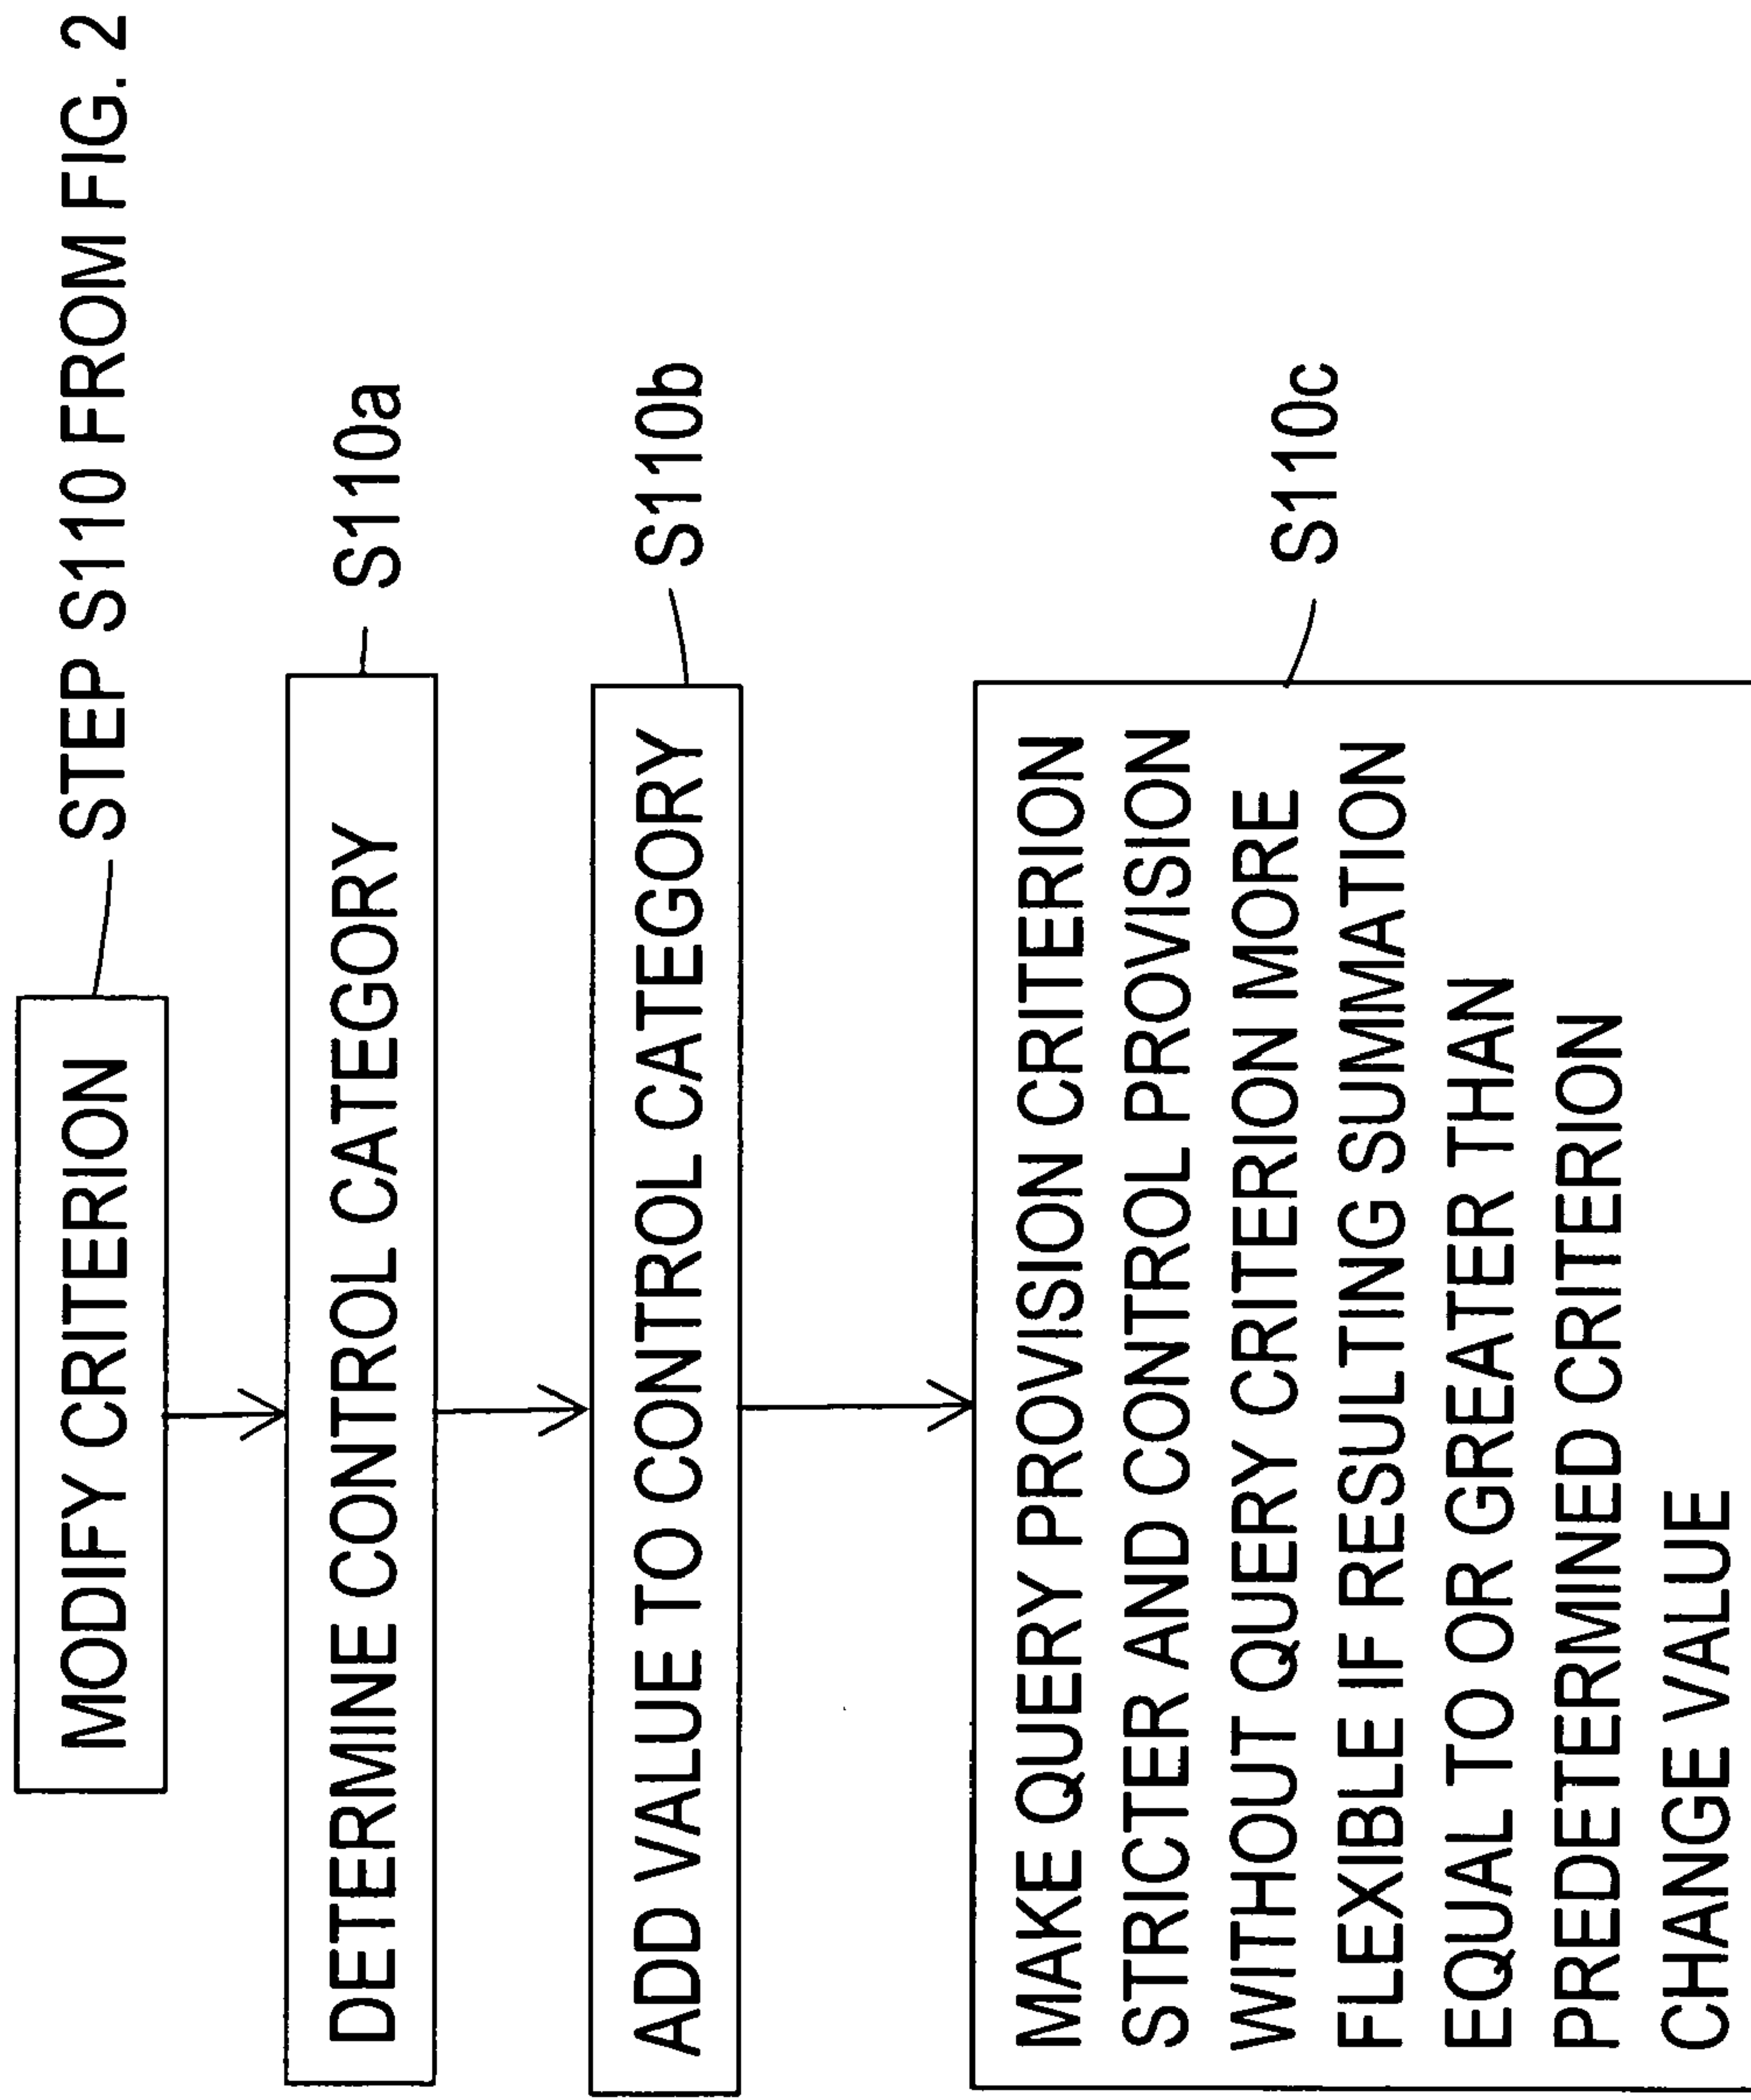 MODIFY CRITERION
STEP S110 FROM FIG. 2
DETERMINE CONTROL CATEGORY
S110a
ADD VALUE TO CONTROL CATEGORY
S110b
MAKE QUERY PROVISION CRITERION
STRICTER AND CONTROL PROVISION
WITHOUT QUERY CRITERION MORE
FLEXIBLE IF RESULTING SUMMATION
EQUAL TO OR GREATER THAN
PREDETERMINED CRITERION
CHANGE VALUE
S110c